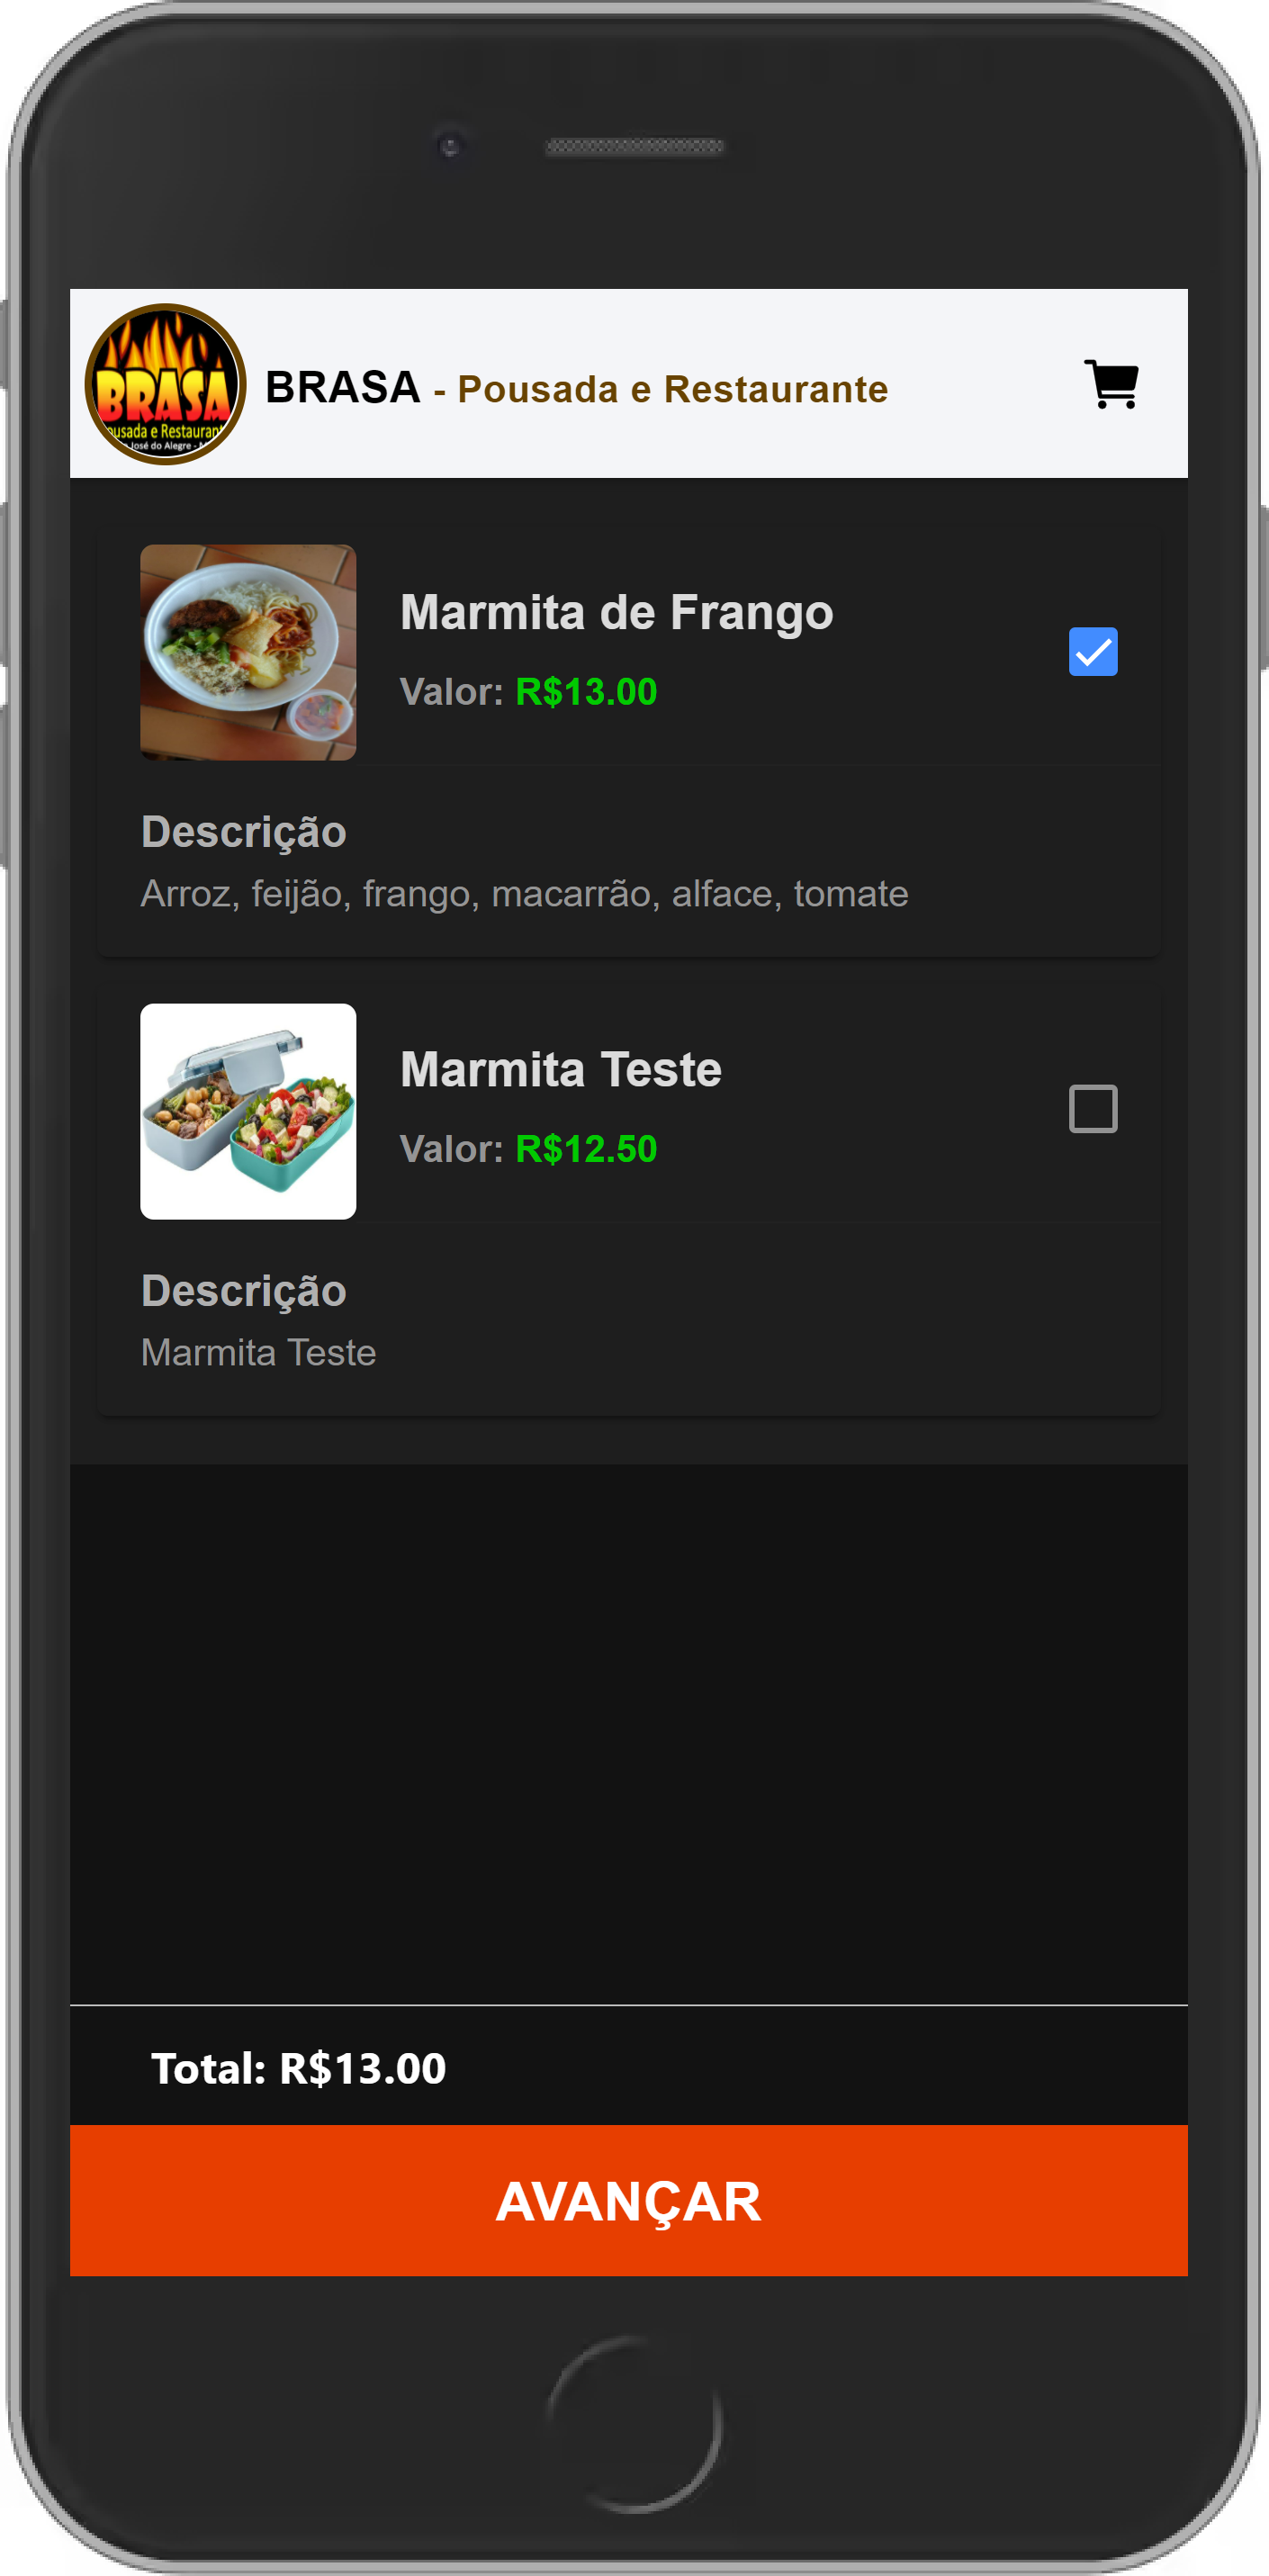 BRASA
ousada e Restauran
José do Alegre - M
BRASA - Pousada e Restaurante
Marmita de Frango
Valor: R$13.00
Descrição
Arroz, feijão, frango, macarrão, alface, tomate
Marmita Teste
Valor: R$12.50
Descrição
Marmita Teste
Total: R$13.00
AVANÇAR